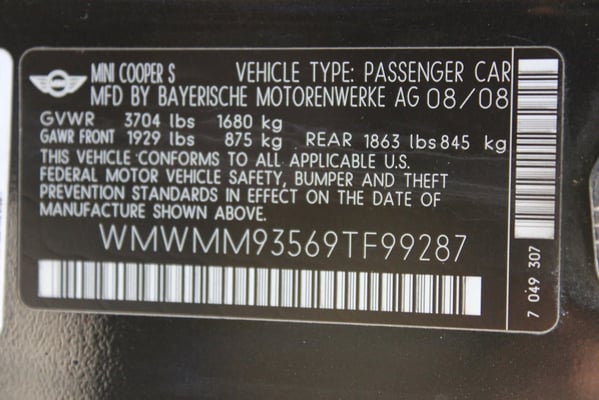 MINI COOPER S VEHICLE TYPE: PASSENGER CAR
MFD BY BAYERISCHE MOTORENWERKE AG 08/08
GVWR 3704 lbs 1680 kg
GAWR FRONT 1929 lbs 875 kg REAR 1863 lbs 845 kg
THIS VEHICLE CONFORMS TO ALL APPLICABLE U.S.
FEDERAL MOTOR VEHICLE SAFETY, BUMPER AND THEFT
PREVENTION STANDARDS IN EFFECT ON THE DATE OF
MANUFACTURE SHOWN ABOVE.
WMWMM93569TF99287
7 049 307